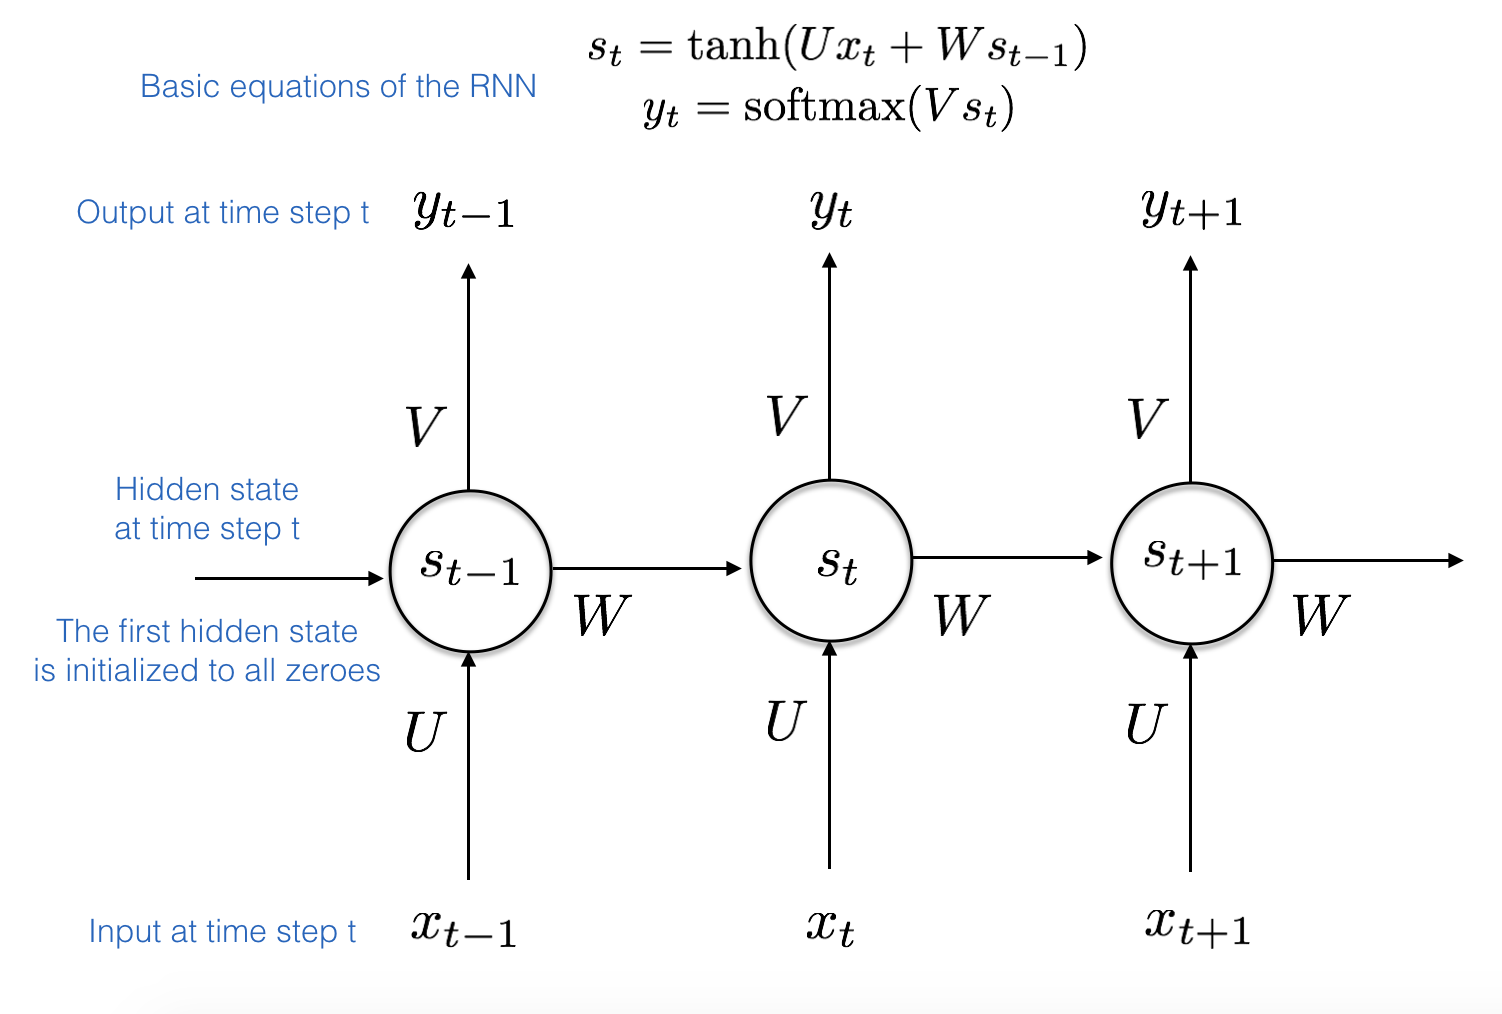 s_t = tanh(Ux_t + Ws_{t−1})
Basic equations of the RNN
y_t = softmax(Vs_t)
Output at time step t y_{t−1} y_t y_{t+1}
V V V
Hidden state
at time step t
s_{t−1} s_t s_{t+1}
W W W
The first hidden state
is initialized to all zeroes
U U U
Input at time step t x_{t−1} x_t x_{t+1}